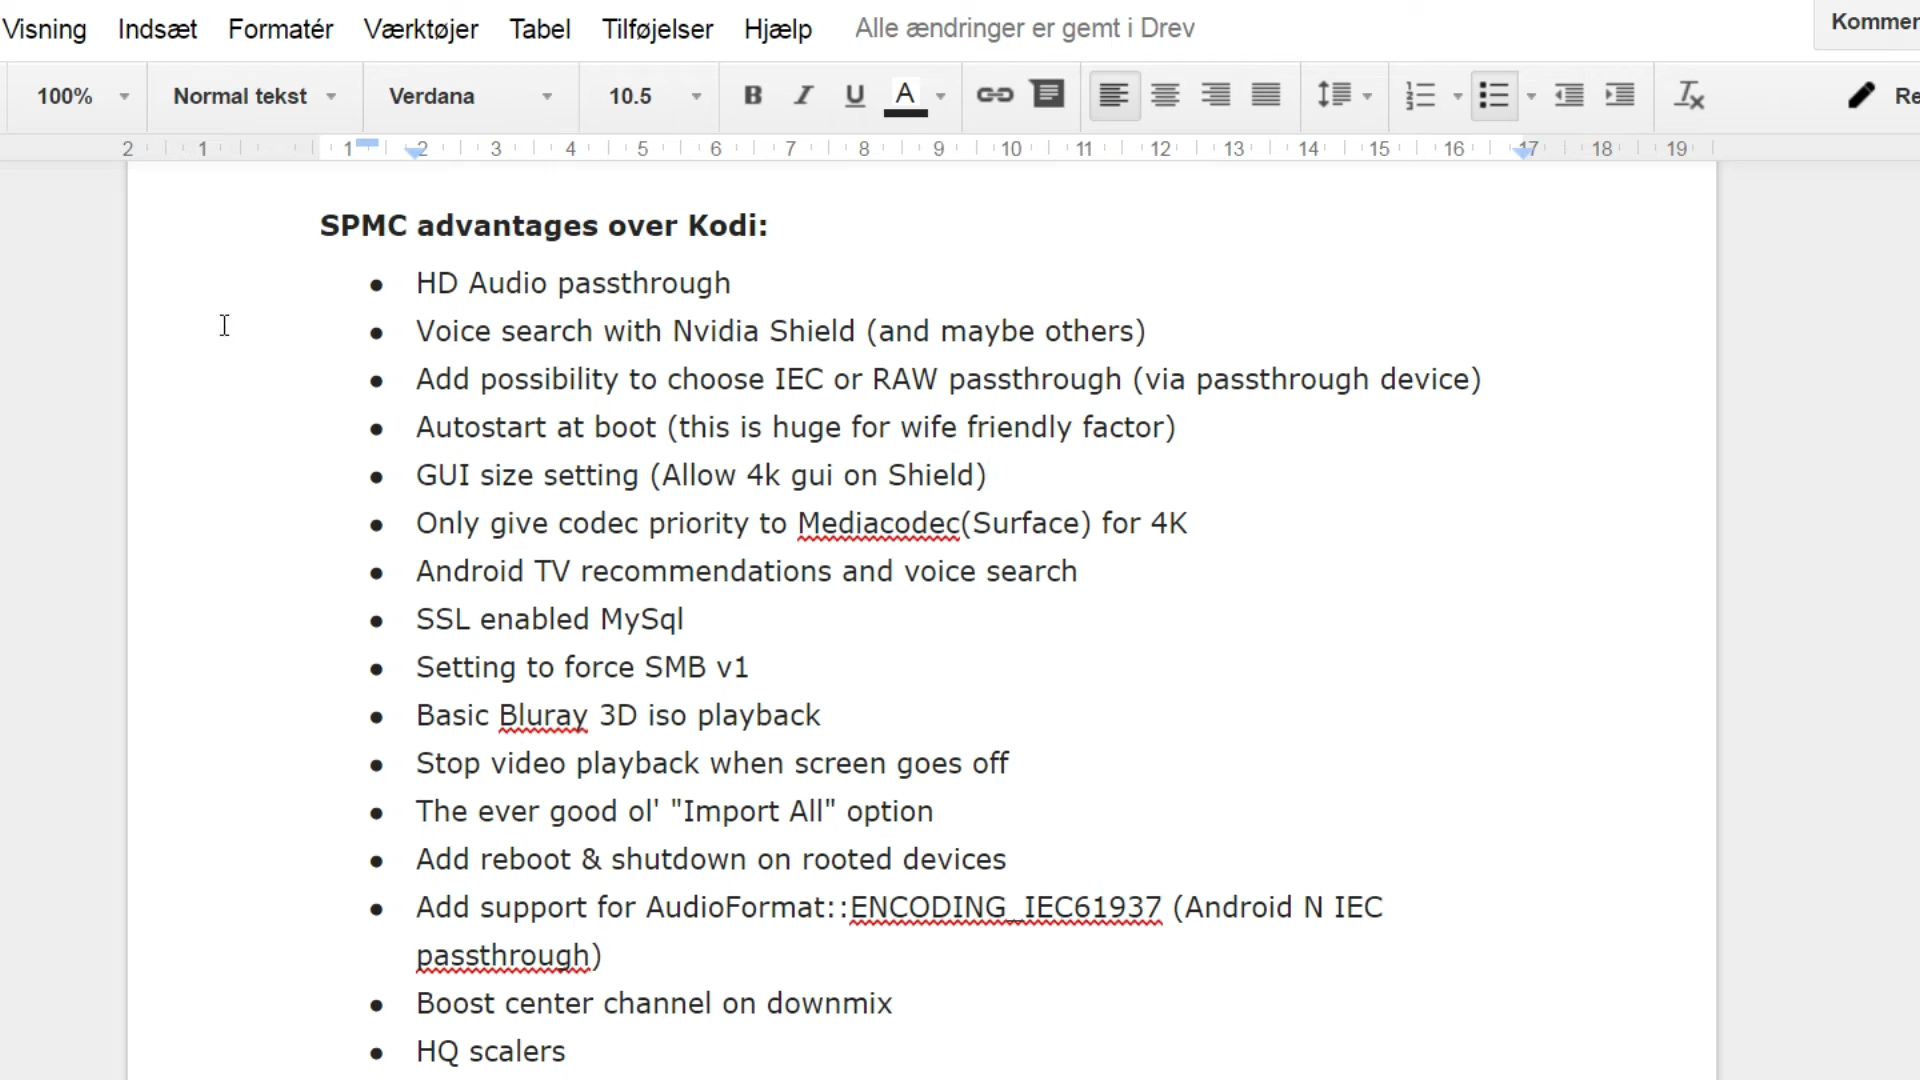 Visning Indsæt Formatér Værktøjer Tabel Tilføjelser Hjælp Alle ændringer er gemt i Drev Kommer
100% Normal tekst Verdana 10.5 B I U A Re
2 1 1 2 3 4 5 6 7 8 9 10 11 12 13 14 15 16 17 18 19
SPMC advantages over Kodi:
● HD Audio passthrough
● Voice search with Nvidia Shield (and maybe others)
● Add possibility to choose IEC or RAW passthrough (via passthrough device)
● Autostart at boot (this is huge for wife friendly factor)
● GUI size setting (Allow 4k gui on Shield)
● Only give codec priority to Mediacodec(Surface) for 4K
● Android TV recommendations and voice search
● SSL enabled MySql
● Setting to force SMB v1
● Basic Bluray 3D iso playback
● Stop video playback when screen goes off
● The ever good ol' "Import All" option
● Add reboot & shutdown on rooted devices
● Add support for AudioFormat::ENCODING_IEC61937 (Android N IEC
passthrough)
● Boost center channel on downmix
● HQ scalers